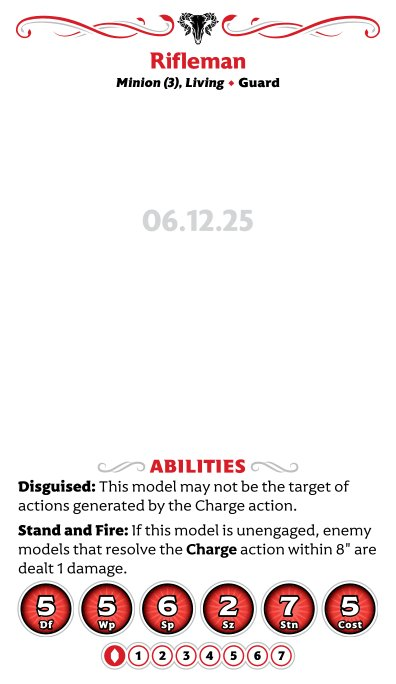 Rifleman
Minion (3), Living ♦ Guard
06.12.25
ABILITIES
Disguised: This model may not be the target of
actions generated by the Charge action.
Stand and Fire: If this model is unengaged, enemy
models that resolve the Charge action within 8" are
dealt 1 damage.
5 5 6 2 7 5
Df Wp Sp Sz Stn Cost
1 2 3 4 5 6 7